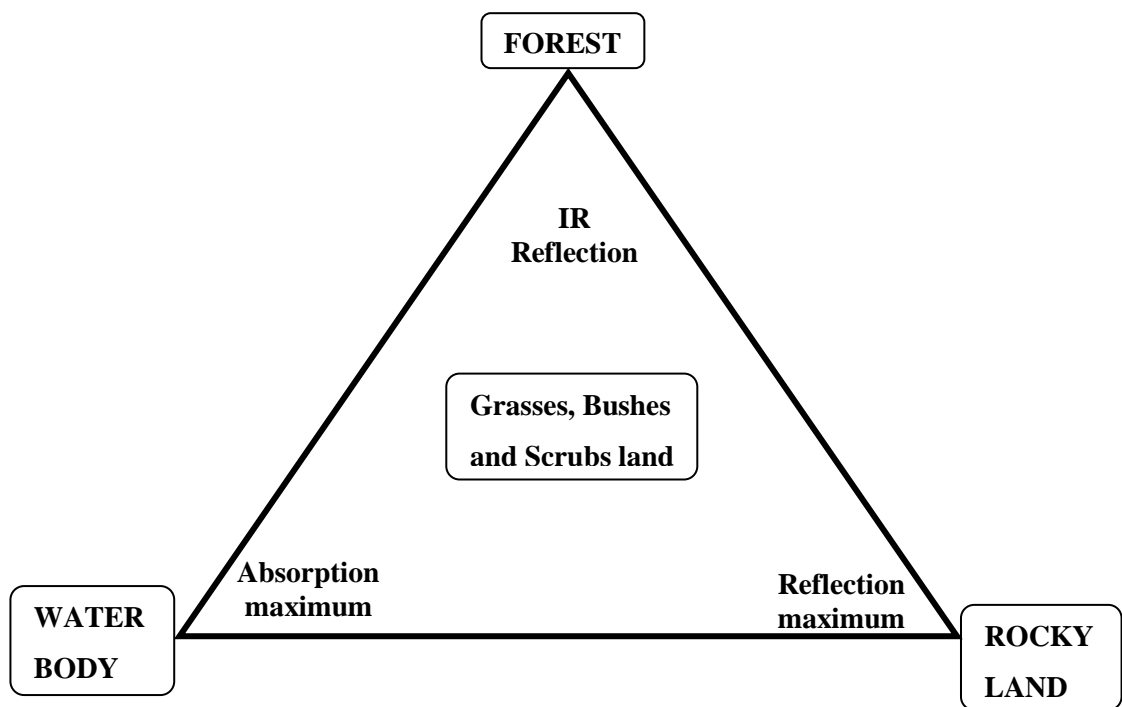 FOREST
IR
Reflection
Grasses, Bushes
and Scrubs land
Absorption
maximum
Reflection
maximum
WATER
BODY
ROCKY
LAND